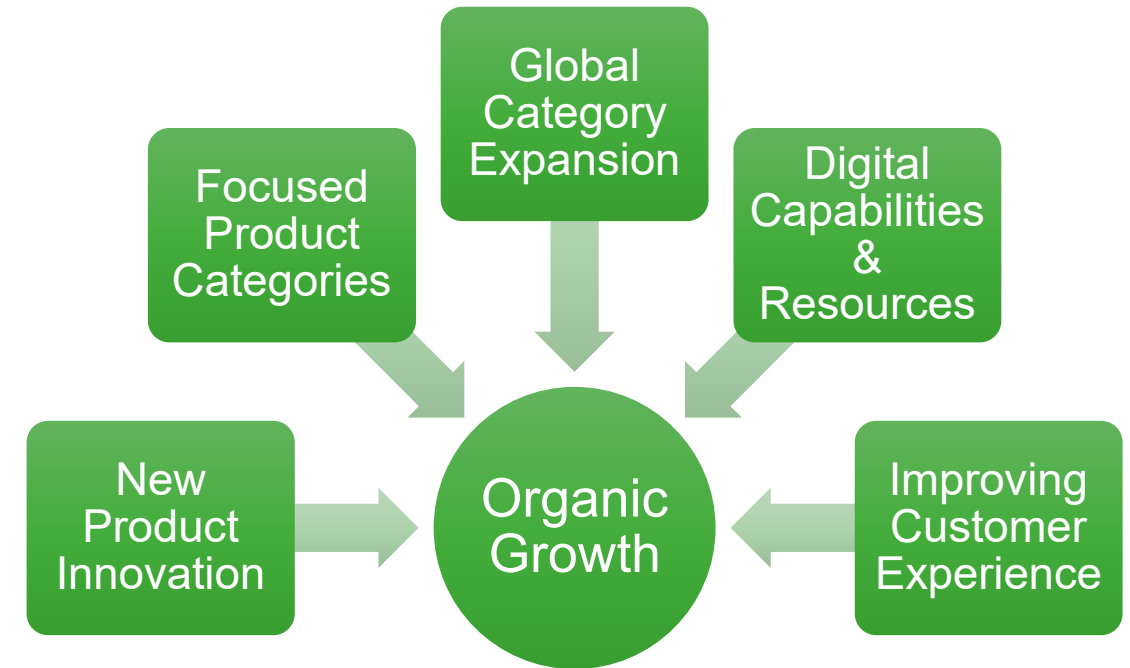 New
Product
Innovation
Focused
Product
Categories
Global
Category
Expansion
Digital
Capabilities
&
Resources
Improving
Customer
Experience
Organic
Growth